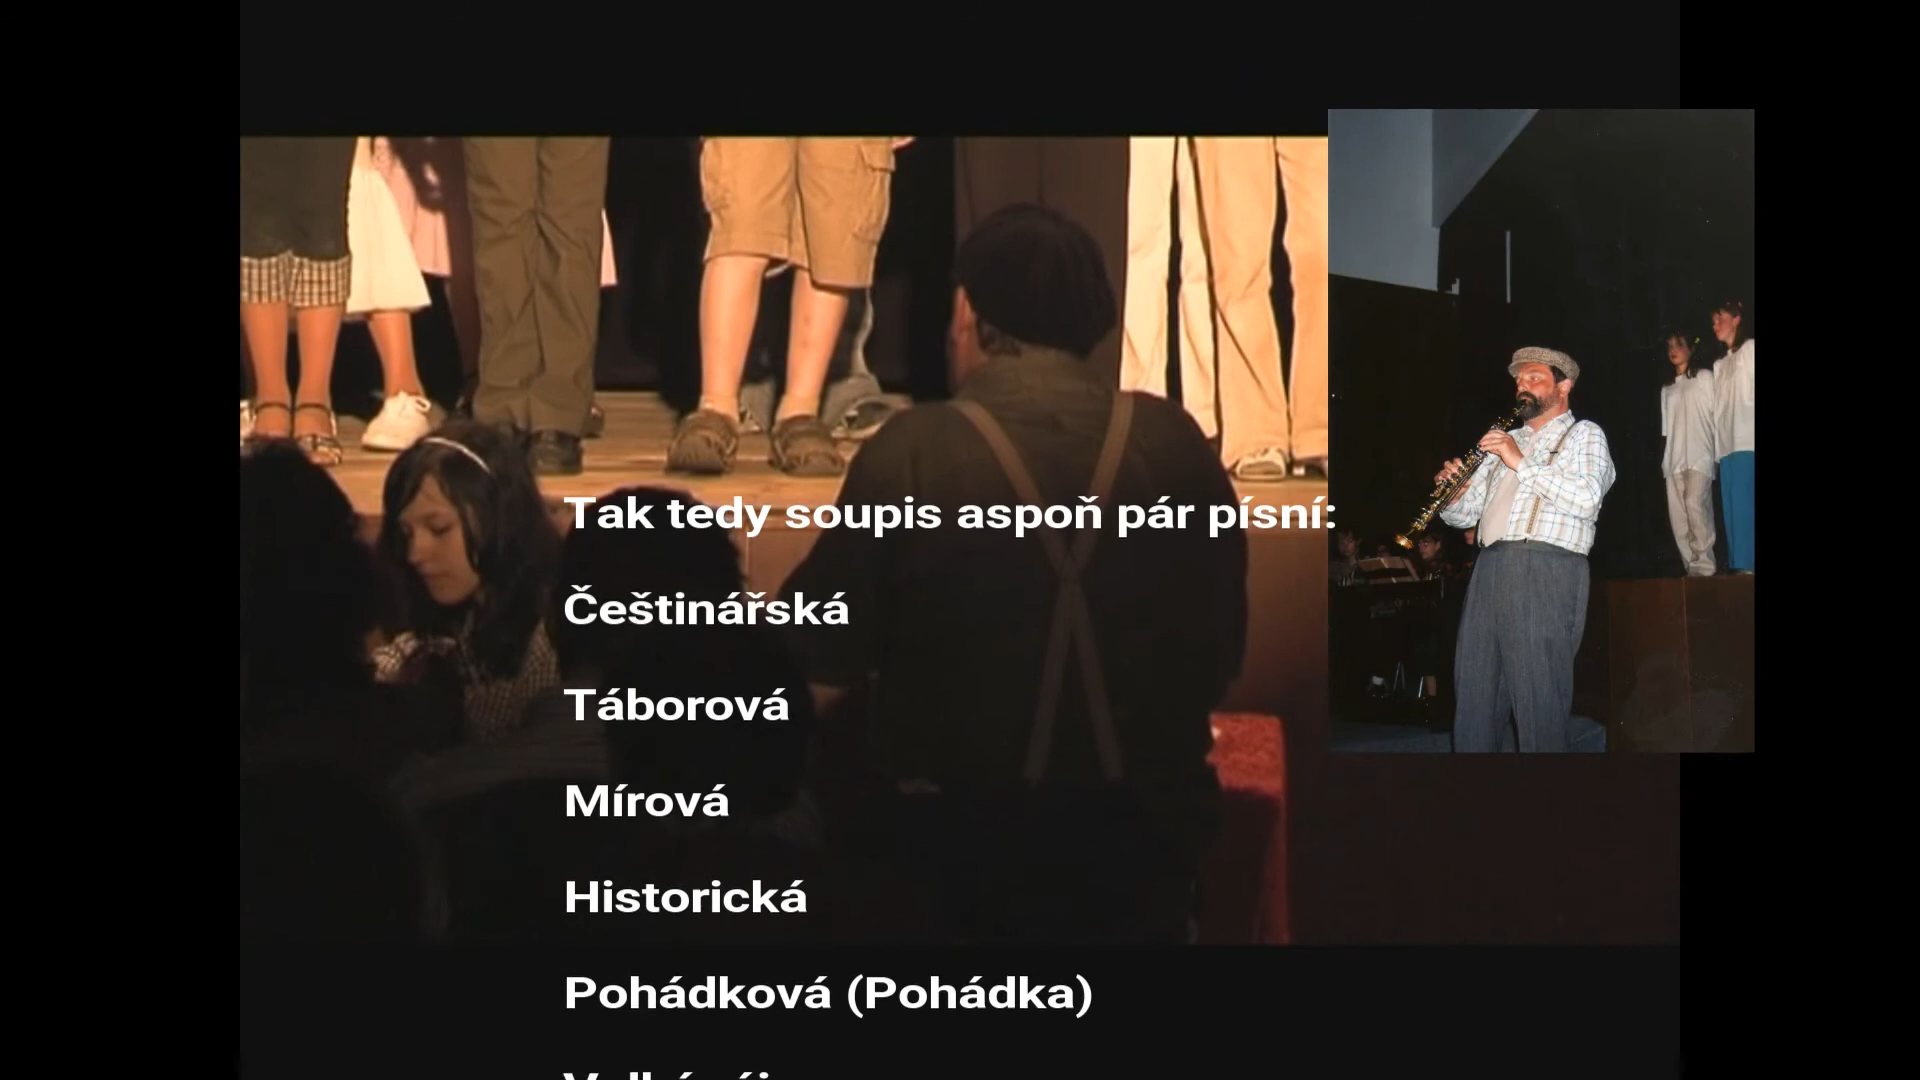 Tak tedy soupis aspoň pár písní:
Češtinářská
Táborová
Mírová
Historická
Pohádková (Pohádka)